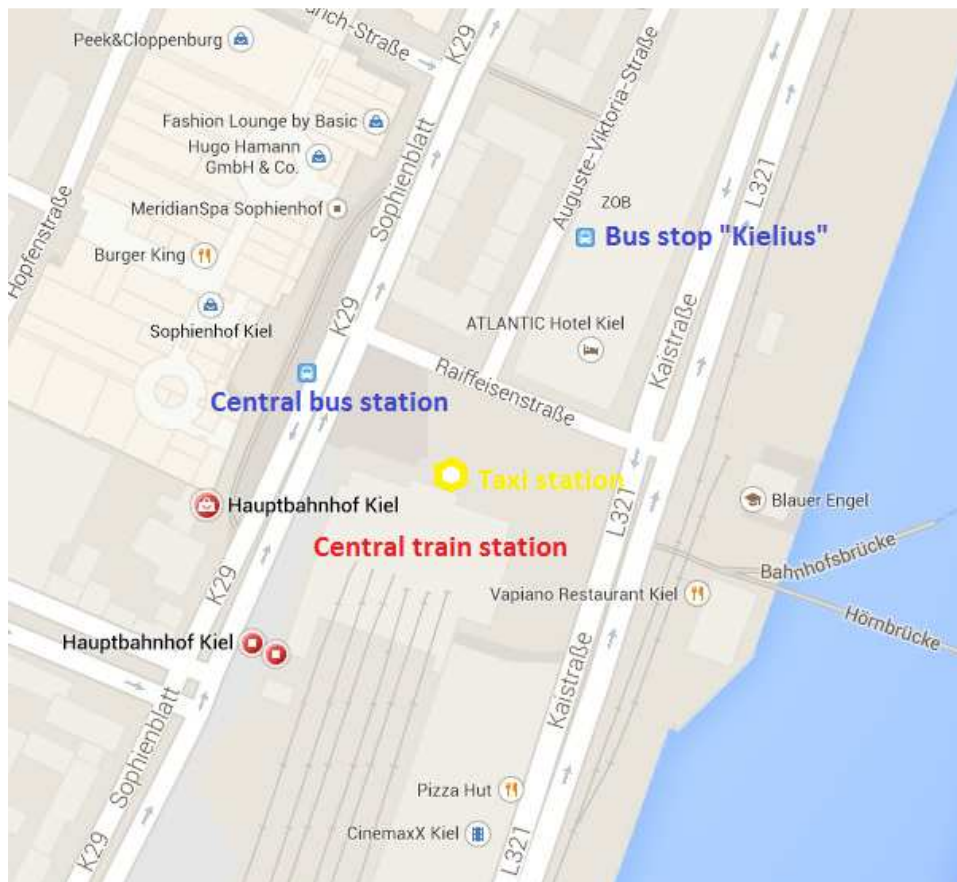 Peek&Cloppenburg
urich-Straße
K29
Fashion Lounge by Basic
Hugo Hamann
GmbH & Co.
Sophienblatt
Auguste-Viktoria-Straße
L321
MeridianSpa Sophienhof
ZOB
Bus stop "Kielius"
Hopfenstraße
Burger King
Sophienhof Kiel
K29
ATLANTIC Hotel Kiel
Kaistraße
Raiffeisenstraße
Central bus station
Taxi station
L321
Hauptbahnhof Kiel
Blauer Engel
Central train station
Bahnhofsbrücke
K29
Vapiano Restaurant Kiel
Hörnbrücke
Hauptbahnhof Kiel
Kaistraße
Sophienblatt
Pizza Hut
CinemaxX Kiel
K29
L321